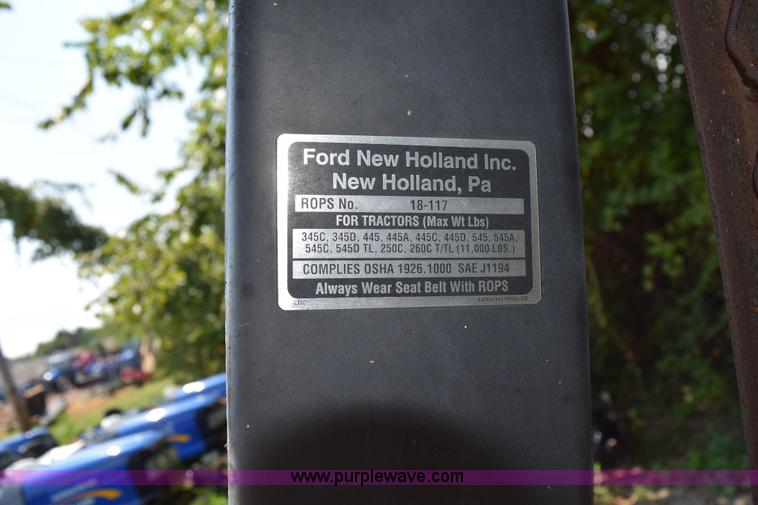 Ford New Holland Inc.
New Holland, Pa
ROPS No. 18-117
FOR TRACTORS (Max Wt Lbs)
345C, 345D, 445, 445A, 445C, 445D, 545, 545A,
545C, 545D TL, 250C, 260C T/TL (11,000 LBS.)
COMPLIES OSHA 1926.1000 SAE J1194
Always Wear Seat Belt With ROPS
LDC
www.purplewave.com